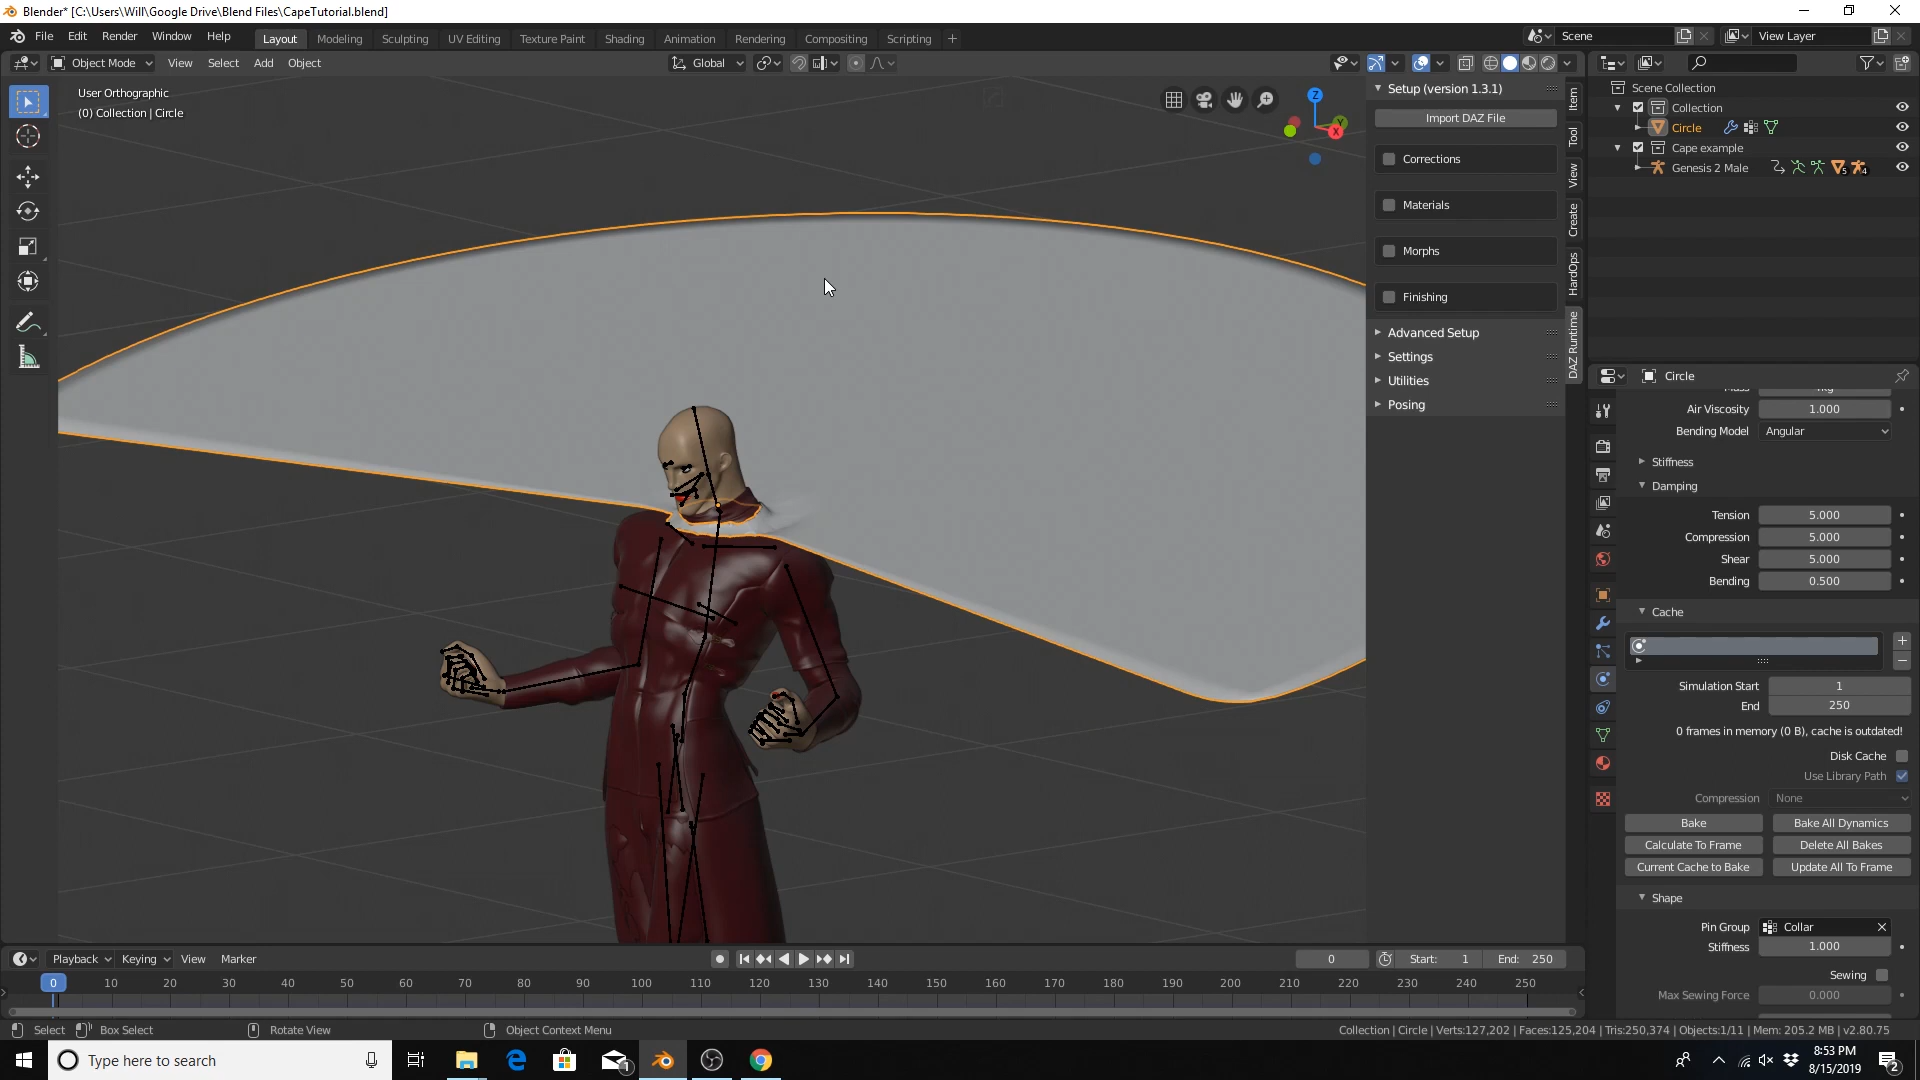 Blender* [C:\Users\Will\Google Drive\Blend Files\CapeTutorial.blend]
File Edit Render Window Help Layout Modeling Sculpting UV Editing Texture Paint Shading Animation Rendering Compositing Scripting + Scene View Layer
Object Mode View Select Add Object Global
User Orthographic
(0) Collection | Circle
Z
Y
X
Setup (version 1.3.1)
Import DAZ File
Corrections
Materials
Morphs
Finishing
Advanced Setup
Settings
Utilities
Posing
Item
Tool
View
Create
HardOps
DAZ Runtime
Scene Collection
Collection
Circle
Cape example
Genesis 2 Male 5 4
Circle
Air Viscosity 1.000
Bending Model Angular
Stiffness
Damping
Tension 5.000
Compression 5.000
Shear 5.000
Bending 0.500
Cache
Simulation Start 1
End 250
0 frames in memory (0 B), cache is outdated!
Disk Cache
Use Library Path
Compression None
Bake Bake All Dynamics
Calculate To Frame Delete All Bakes
Current Cache to Bake Update All To Frame
Shape
Pin Group Collar
Stiffness 1.000
Sewing
Max Sewing Force 0.000
Playback Keying View Marker 0 Start: 1 End: 250
0 10 20 30 40 50 60 70 80 90 100 110 120 130 140 150 160 170 180 190 200 210 220 230 240 250
Select Box Select Rotate View Object Context Menu Collection | Circle | Verts:127,202 | Faces:125,204 | Tris:250,374 | Objects:1/11 | Mem: 205.2 MB | v2.80.75
Type here to search 1 8:53 PM
8/15/2019 2